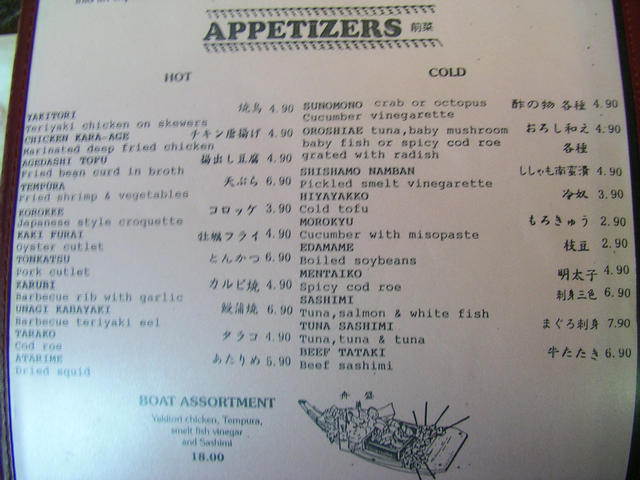 APPETIZERS 前菜
HOT
YAKITORI 焼鳥 4.90
Teriyaki chicken on skewers
CHICKEN KARA-AGE チキン唐揚げ 4.90
Marinated deep fried chicken
AGEDASHI TOFU 揚出し豆腐 4.90
Fried bean curd in broth
TEMPURA 天ぷら 6.90
Fried shrimp & vegetables
KOROKKE コロッケ 3.90
Japanese style croquette
KAKI FURAI 牡蠣フライ 4.90
Oyster cutlet
TONKATSU とんかつ 6.90
Pork cutlet
KARUBI カルビ焼 4.90
Barbecue rib with garlic
UNAGI KABAYAKI 鰻蒲焼 6.90
Barbecue teriyaki eel
TARAKO タラコ 4.90
Cod roe
ATARIME あたりめ 5.90
Dried squid
COLD
SUNOMONO crab or octopus 酢の物 各種 4.90
Cucumber vinegarette
OROSHIAE tuna,baby mushroom おろし和え 4.90
baby fish or spicy cod roe 各種
grated with radish
SHISHAMO NAMBAN ししゃも南蛮漬 4.90
Pickled smelt vinegarette
HIYAYAKKO 冷奴 3.90
Cold tofu
MOROKYU もろきゅう 2.90
Cucumber with misopaste
EDAMAME 枝豆 2.90
Boiled soybeans
MENTAIKO 明太子 4.90
Spicy cod roe
SASHIMI 刺身三色 6.90
Tuna,salmon & white fish
TUNA SASHIMI まぐろ刺身 7.90
Tuna,tuna & tuna
BEEF TATAKI 牛たたき 6.90
Beef sashimi
BOAT ASSORTMENT 舟盛
Yakitori chicken, Tempura,
smelt fish vinegar
and Sashimi
18.00